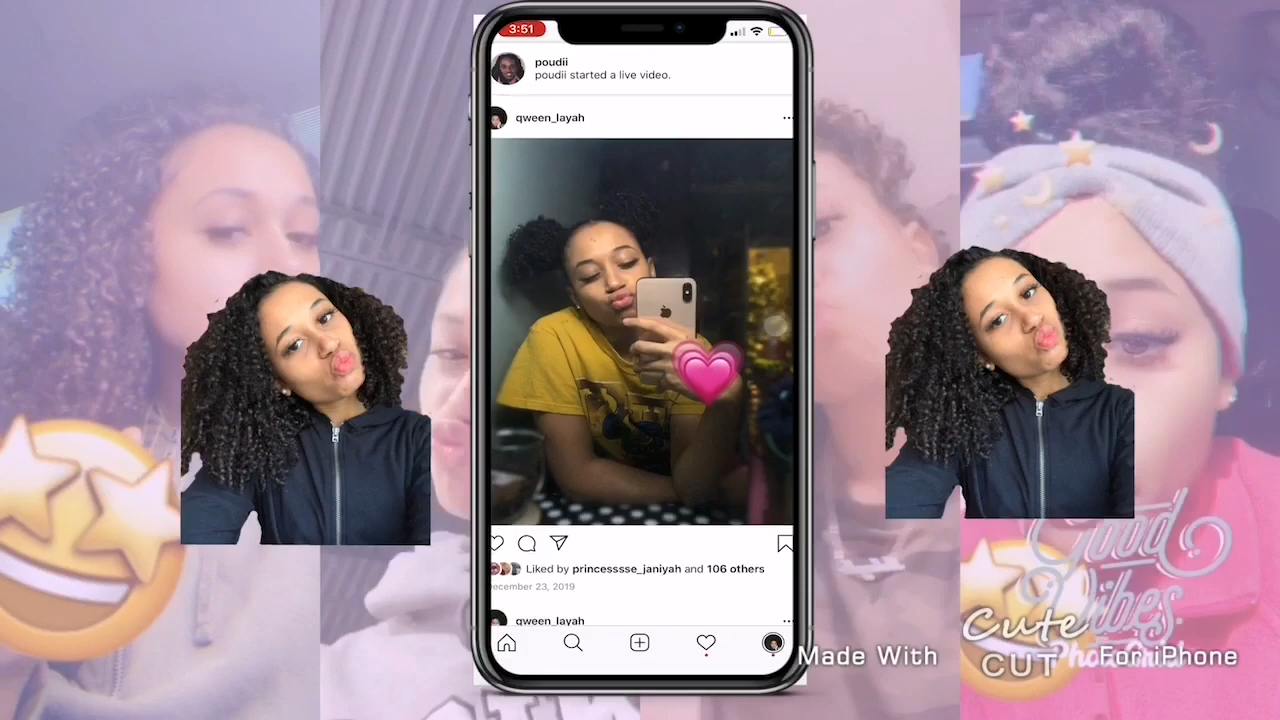 3:51
poudii
poudii started a live video.
qween_layah
Liked by princesssse_janiyah and 106 others
ecember 23, 2019
qween_layah
Good
Vibes
Made With
Cute
CUT
For iPhone